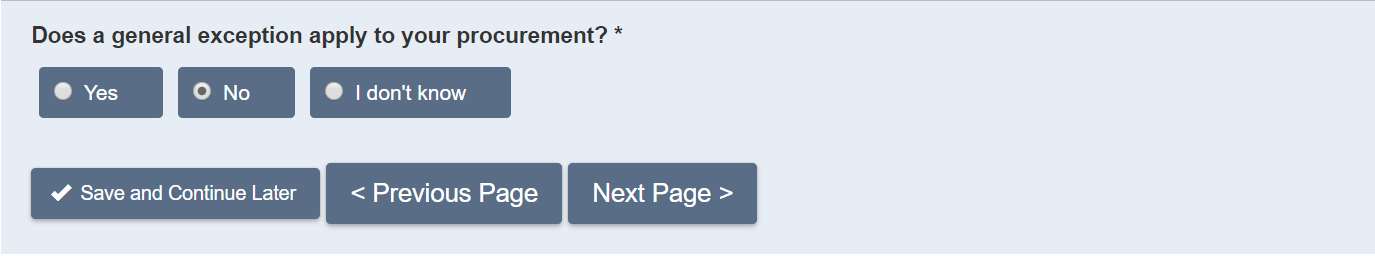 Does a general exception apply to your procurement? *
Yes No I don't know
Save and Continue Later < Previous Page Next Page >